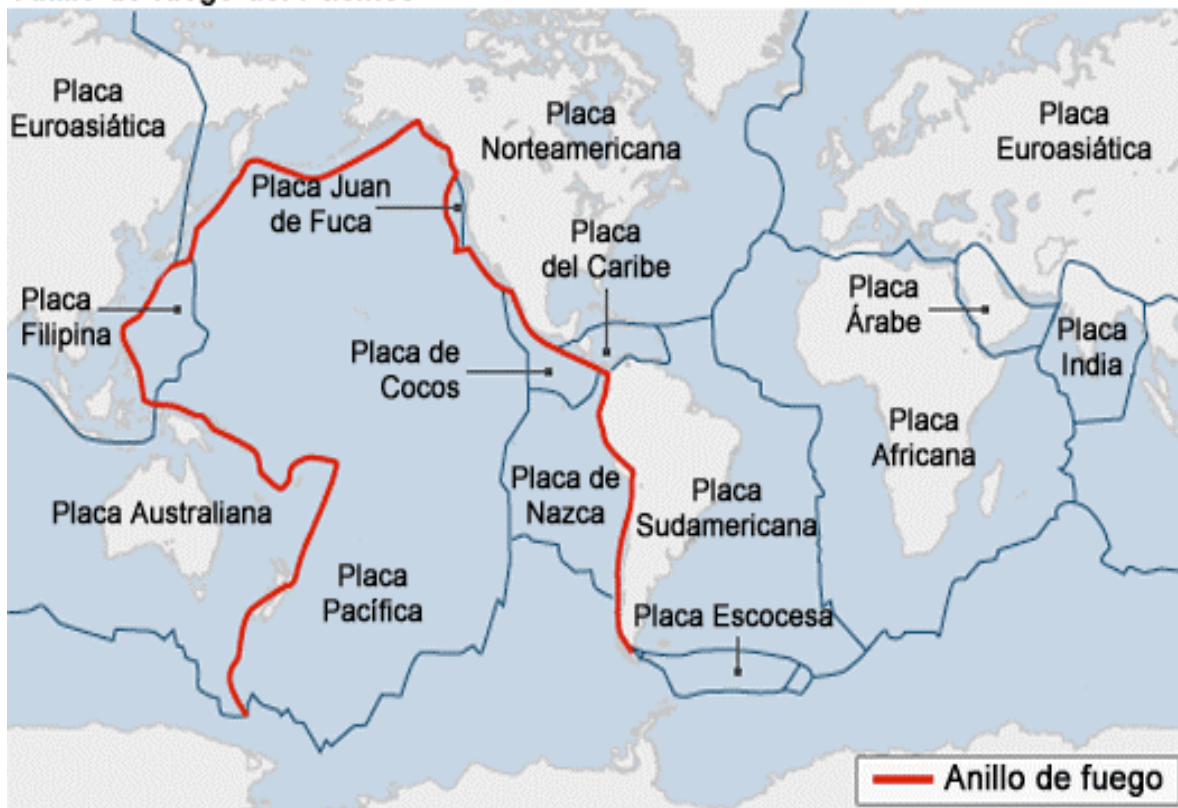 Placa
Euroasiática
Placa
Norteamericana
Placa
Euroasiática
Placa Juan
de Fuca
Placa
del Caribe
Placa
Filipina
Placa
Árabe
Placa
India
Placa de
Cocos
Placa
Africana
Placa Australiana
Placa de
Nazca
Placa
Sudamericana
Placa
Pacífica
Placa Escocesa
Anillo de fuego